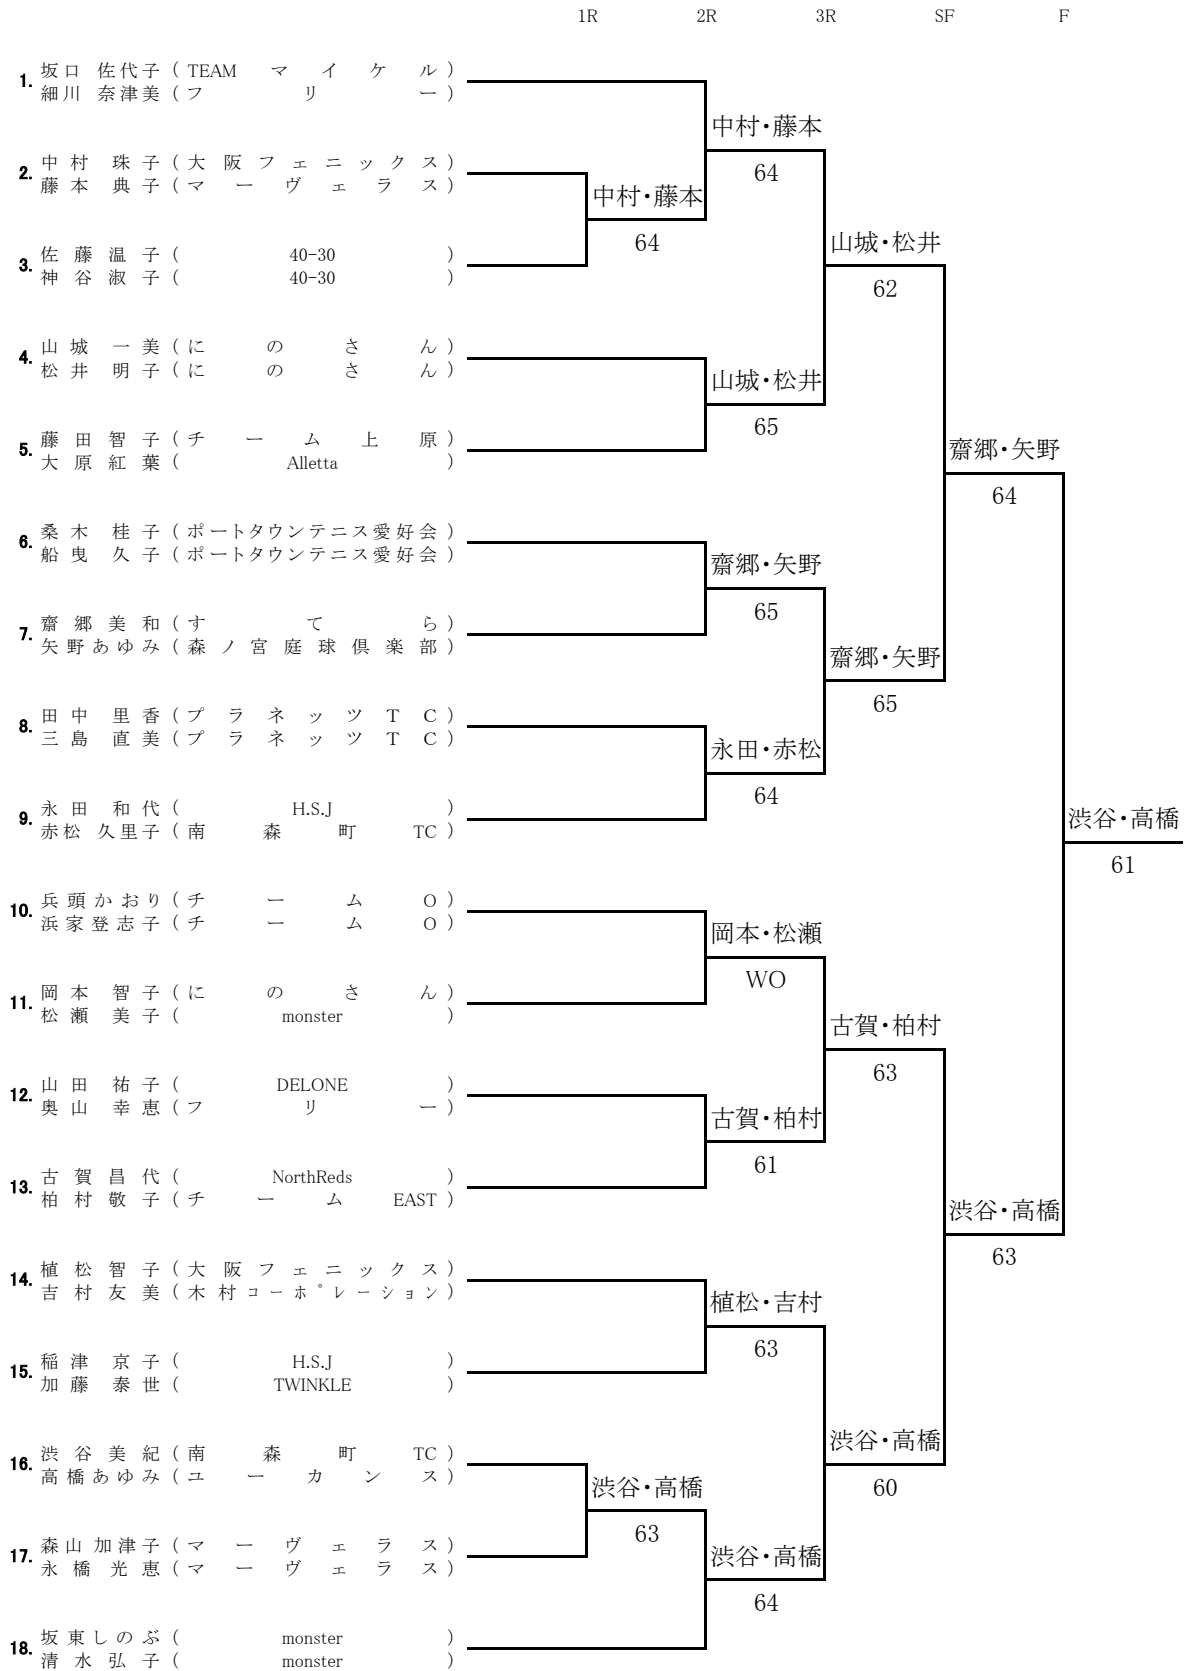 1R 2R 3R SF F
1. 坂口 佐代子 ( TEAM マイケル )
細川 奈津美 ( フリー )
中村・藤本
64
2. 中村 珠子 ( 大阪フェニックス )
藤本 典子 ( マーヴェラス )
中村・藤本
64
3. 佐藤温子 ( 40-30 )
神谷淑子 ( 40-30 )
山城・松井
62
4. 山城 一美 ( にのさん )
松井 明子 ( にのさん )
山城・松井
65
5. 藤田智子 ( チーム上原 )
大原紅葉 ( Alletta )
齋郷・矢野
64
6. 桑木 桂子 ( ポートタウンテニス愛好会 )
船曳 久子 ( ポートタウンテニス愛好会 )
齋郷・矢野
65
7. 齋郷美和 ( すてら )
矢野あゆみ ( 森ノ宮庭球倶楽部 )
齋郷・矢野
65
8. 田中 里香 ( プラネッツTC )
三島 直美 ( プラネッツTC )
永田・赤松
64
9. 永田 和代 ( H.S.J )
赤松 久里子 ( 南森町TC )
渋谷・高橋
61
10. 兵頭かおり ( チームO )
浜家登志子 ( チームO )
岡本・松瀬
WO
11. 岡本 智子 ( にのさん )
松瀬 美子 ( monster )
古賀・柏村
63
12. 山田 祐子 ( DELONE )
奥山 幸恵 ( フリー )
古賀・柏村
61
13. 古賀昌代 ( NorthReds )
柏村敬子 ( チームEAST )
渋谷・高橋
63
14. 植松智子 ( 大阪フェニックス )
吉村友美 ( 木村コーホ゜レーション )
植松・吉村
63
15. 稲津 京子 ( H.S.J )
加藤 泰世 ( TWINKLE )
渋谷・高橋
60
16. 渋谷美紀 ( 南森町TC )
高橋あゆみ ( ユーカンス )
渋谷・高橋
63
17. 森山加津子 ( マーヴェラス )
永橋光恵 ( マーヴェラス )
渋谷・高橋
64
18. 坂東しのぶ ( monster )
清水弘子 ( monster )